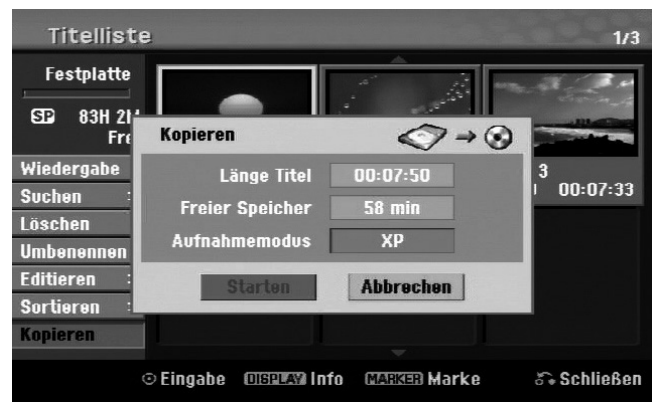 Titelliste
1/3
Festplatte
SP 83H
Wiedergabe
Suchen
Löschen
Umbenennen
Editieren
Sortieren
Kopieren
Kopieren
Länge Titel 00:07:50
Freier Speicher 58 min
Aufnahmemodus XP
Starten Abbrechen
3
00:07:33
Eingabe DISPLAY Info MARKER Marke Schließen